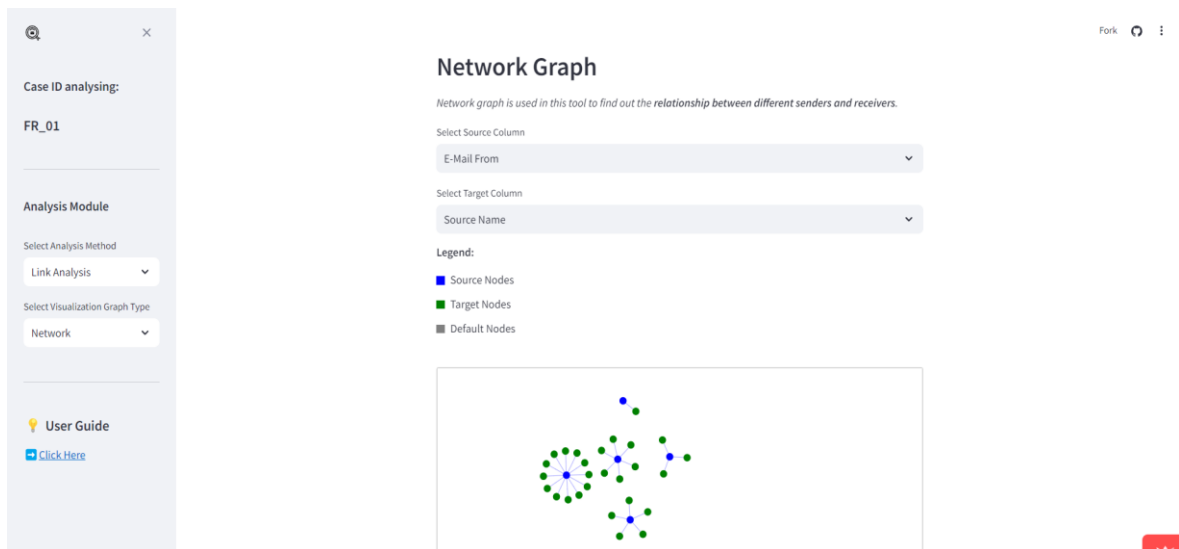 Case ID analysing:
FR_01
Analysis Module
Select Analysis Method
Link Analysis
Select Visualization Graph Type
Network
User Guide
Click Here
Fork
Network Graph
Network graph is used in this tool to find out the relationship between different senders and receivers.
Select Source Column
E-Mail From
Select Target Column
Source Name
Legend:
Source Nodes
Target Nodes
Default Nodes